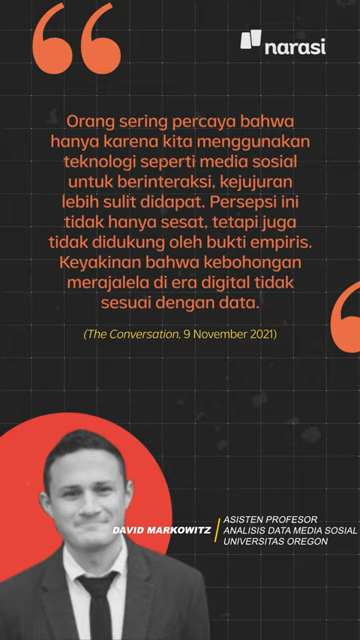 narasi
Orang sering percaya bahwa
hanya karena kita menggunakan
teknologi seperti media sosial
untuk berinteraksi, kejujuran
lebih sulit didapat. Persepsi ini
tidak hanya sesat, tetapi juga
tidak didukung oleh bukti empiris.
Keyakinan bahwa kebohongan
merajalela di era digital tidak
sesuai dengan data.
(The Conversation, 9 November 2021)
DAVID MARKOWITZ
ASISTEN PROFESOR
ANALISIS DATA MEDIA SOSIAL
UNIVERSITAS OREGON